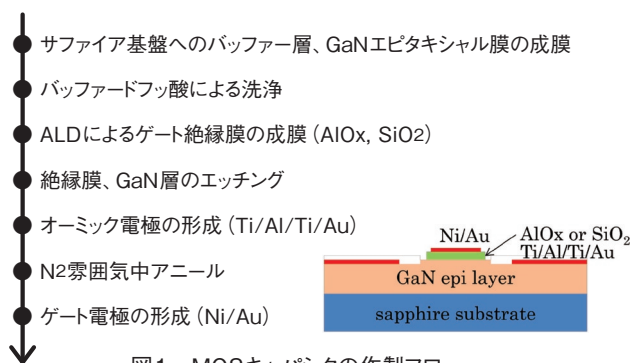 サファイア基盤へのバッファー層、GaNエピタキシャル膜の成膜
バッファードフッ酸による洗浄
ALDによるゲート絶縁膜の成膜（AlOx, SiO2）
絶縁膜、GaN層のエッチング
オーミック電極の形成（Ti/Al/Ti/Au）
N2雰囲気中アニール
ゲート電極の形成（Ni/Au）
Ni/Au
AlOx or SiO2
Ti/Al/Ti/Au
GaN epi layer
sapphire substrate